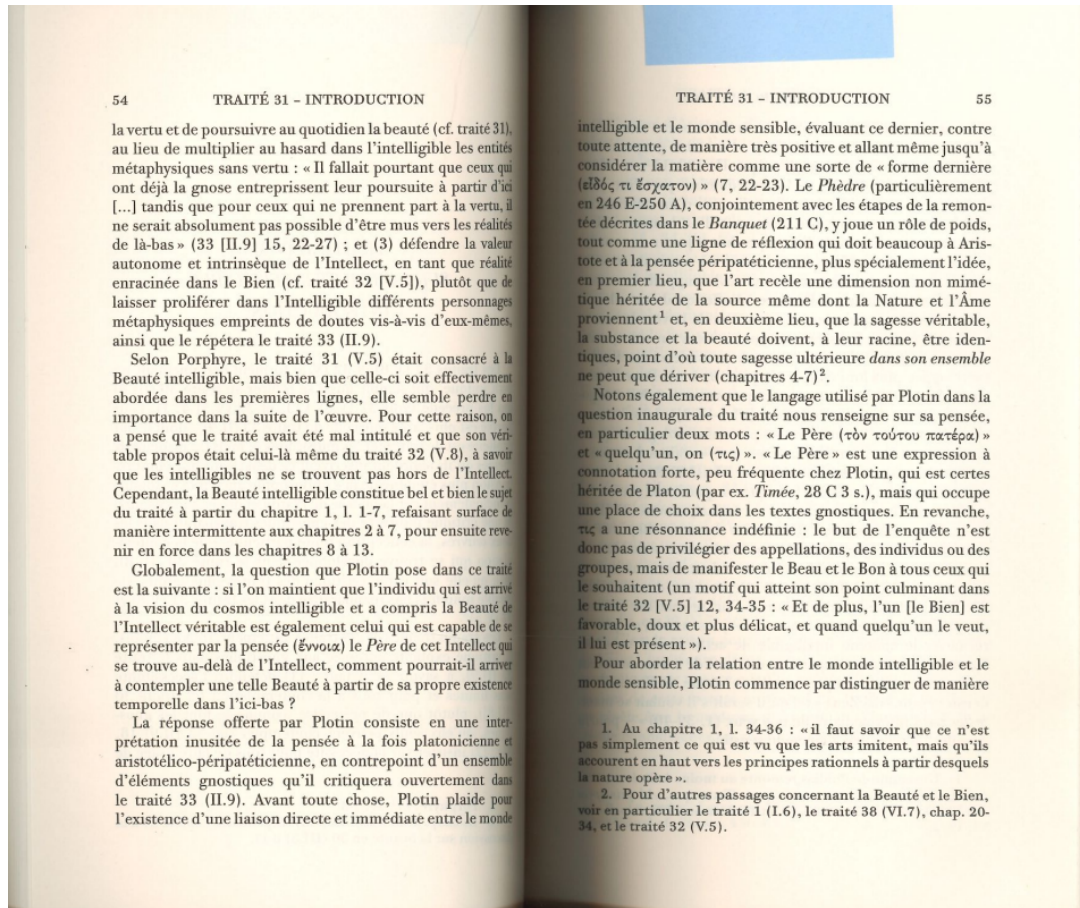 54 TRAITÉ 31 – INTRODUCTION
la vertu et de poursuivre au quotidien la beauté (cf. traité 31),
au lieu de multiplier au hasard dans l'intelligible les entités
métaphysiques sans vertu : « Il fallait pourtant que ceux qui
ont déjà la gnose entreprissent leur poursuite à partir d'ici
[...] tandis que pour ceux qui ne prennent part à la vertu, il
ne serait absolument pas possible d'être mus vers les réalités
de là-bas » (33 [II.9] 15, 22-27) ; et (3) défendre la valeur
autonome et intrinsèque de l'Intellect, en tant que réalité
enracinée dans le Bien (cf. traité 32 [V.5]), plutôt que de
laisser proliférer dans l'Intelligible différents personnages
métaphysiques empreints de doutes vis-à-vis d'eux-mêmes,
ainsi que le répétera le traité 33 (II.9).
Selon Porphyre, le traité 31 (V.5) était consacré à la
Beauté intelligible, mais bien que celle-ci soit effectivement
abordée dans les premières lignes, elle semble perdre en
importance dans la suite de l'œuvre. Pour cette raison, on
a pensé que le traité avait été mal intitulé et que son véri-
table propos était celui-là même du traité 32 (V.8), à savoir
que les intelligibles ne se trouvent pas hors de l'Intellect.
Cependant, la Beauté intelligible constitue bel et bien le sujet
du traité à partir du chapitre 1, l. 1-7, refaisant surface de
manière intermittente aux chapitres 2 à 7, pour ensuite reve-
nir en force dans les chapitres 8 à 13.
Globalement, la question que Plotin pose dans ce traité
est la suivante : si l'on maintient que l'individu qui est arrivé
à la vision du cosmos intelligible et a compris la Beauté de
l'Intellect véritable est également celui qui est capable de se
représenter par la pensée (ἔννοια) le Père de cet Intellect qui
se trouve au-delà de l'Intellect, comment pourrait-il arriver
à contempler une telle Beauté à partir de sa propre existence
temporelle dans l'ici-bas ?
La réponse offerte par Plotin consiste en une inter-
prétation inusitée de la pensée à la fois platonicienne et
aristotélico-péripatéticienne, en contrepoint d'un ensemble
d'éléments gnostiques qu'il critiquera ouvertement dans
le traité 33 (II.9). Avant toute chose, Plotin plaide pour
l'existence d'une liaison directe et immédiate entre le monde
TRAITÉ 31 – INTRODUCTION 55
intelligible et le monde sensible, évaluant ce dernier, contre
toute attente, de manière très positive et allant même jusqu'à
considérer la matière comme une sorte de « forme dernière
(εἶδός τι ἔσχατον) » (7, 22-23). Le Phèdre (particulièrement
en 246 E-250 A), conjointement avec les étapes de la remon-
tée décrites dans le Banquet (211 C), y joue un rôle de poids,
tout comme une ligne de réflexion qui doit beaucoup à Aris-
tote et à la pensée péripatéticienne, plus spécialement l'idée,
en premier lieu, que l'art recèle une dimension non mimé-
tique héritée de la source même dont la Nature et l'Âme
proviennent¹ et, en deuxième lieu, que la sagesse véritable,
la substance et la beauté doivent, à leur racine, être iden-
tiques, point d'où toute sagesse ultérieure dans son ensemble
ne peut que dériver (chapitres 4-7)².
Notons également que le langage utilisé par Plotin dans la
question inaugurale du traité nous renseigne sur sa pensée,
en particulier deux mots : « Le Père (τὸν τούτου πατέρα) »
et « quelqu'un, on (τις) ». « Le Père » est une expression à
connotation forte, peu fréquente chez Plotin, qui est certes
héritée de Platon (par ex. Timée, 28 C 3 s.), mais qui occupe
une place de choix dans les textes gnostiques. En revanche,
τις a une résonnance indéfinie : le but de l'enquête n'est
donc pas de privilégier des appellations, des individus ou des
groupes, mais de manifester le Beau et le Bon à tous ceux qui
le souhaitent (un motif qui atteint son point culminant dans
le traité 32 [V.5] 12, 34-35 : « Et de plus, l'un [le Bien] est
favorable, doux et plus délicat, et quand quelqu'un le veut,
il lui est présent »).
Pour aborder la relation entre le monde intelligible et le
monde sensible, Plotin commence par distinguer de manière
1. Au chapitre 1, l. 34-36 : « il faut savoir que ce n'est
pas simplement ce qui est vu que les arts imitent, mais qu'ils
accourent en haut vers les principes rationnels à partir desquels
la nature opère ».
2. Pour d'autres passages concernant la Beauté et le Bien,
voir en particulier le traité 1 (I.6), le traité 38 (VI.7), chap. 20-
34, et le traité 32 (V.5).